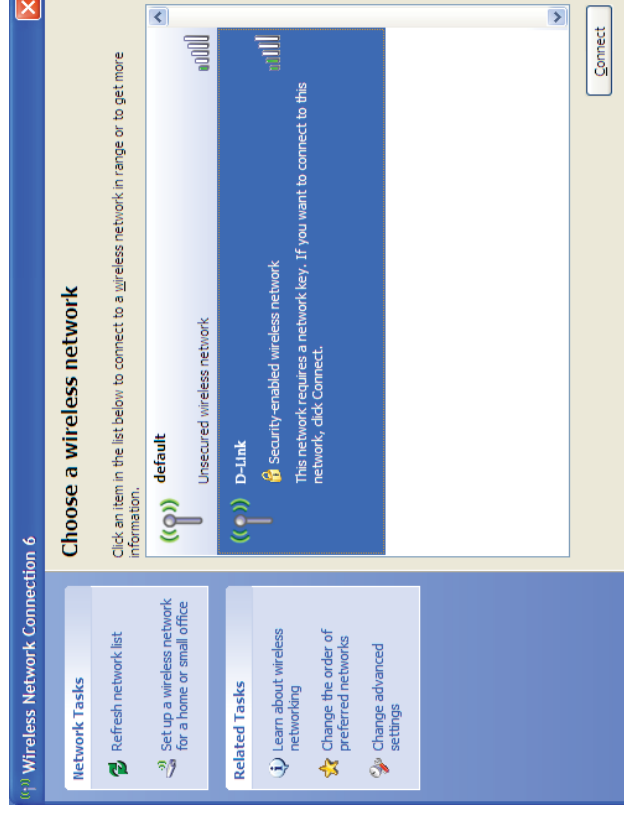 Wireless Network Connection 6
Network Tasks
Refresh network list
Set up a wireless network
for a home or small office
Related Tasks
Learn about wireless
networking
Change the order of
preferred networks
Change advanced
settings
Choose a wireless network
Click an item in the list below to connect to a wireless network in range or to get more
information.
default
Unsecured wireless network
D-Link
Security-enabled wireless network
This network requires a network key. If you want to connect to this
network, click Connect.
Connect